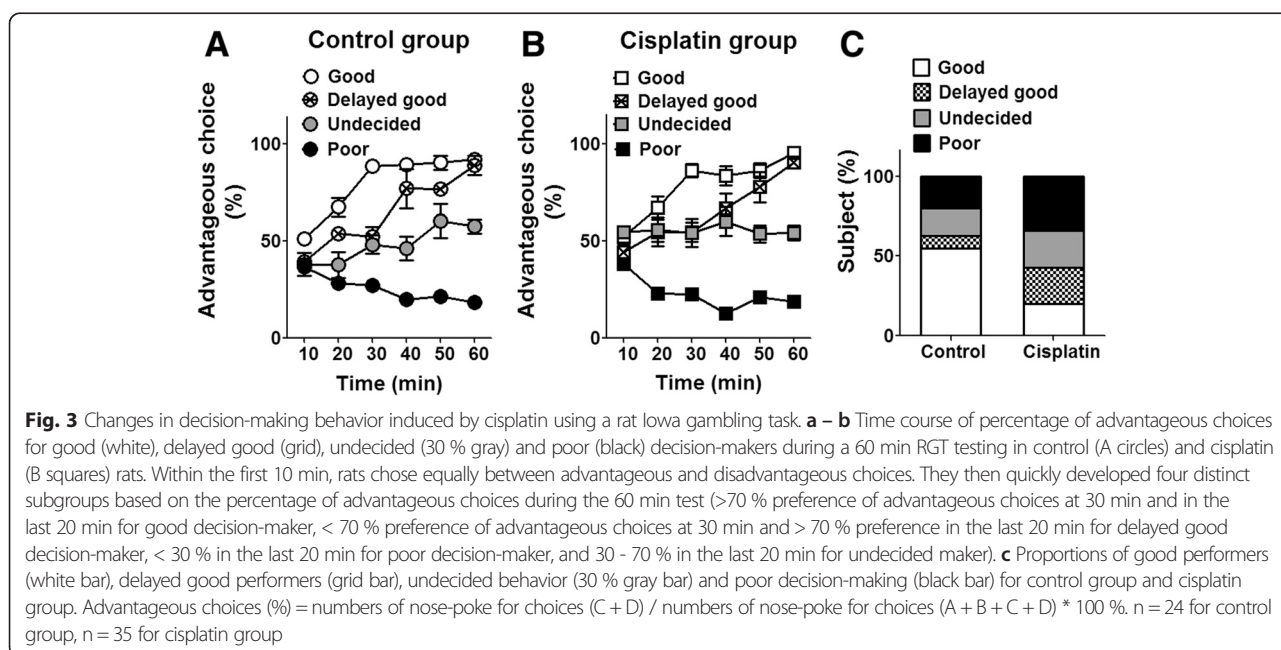 A
Control group
Good
Delayed good
Undecided
Poor
Advantageous choice
(%)
100
50
0
10 20 30 40 50 60
Time (min)
B
Cisplatin group
Good
Delayed good
Undecided
Poor
Advantageous choice
(%)
100
50
0
10 20 30 40 50 60
Time (min)
C
Good
Delayed good
Undecided
Poor
Subject (%)
100
50
0
Control Cisplatin
Fig. 3 Changes in decision-making behavior induced by cisplatin using a rat Iowa gambling task. a – b Time course of percentage of advantageous choices
for good (white), delayed good (grid), undecided (30 % gray) and poor (black) decision-makers during a 60 min RGT testing in control (A circles) and cisplatin
(B squares) rats. Within the first 10 min, rats chose equally between advantageous and disadvantageous choices. They then quickly developed four distinct
subgroups based on the percentage of advantageous choices during the 60 min test (>70 % preference of advantageous choices at 30 min and in the
last 20 min for good decision-maker, < 70 % preference of advantageous choices at 30 min and > 70 % preference in the last 20 min for delayed good
decision-maker, < 30 % in the last 20 min for poor decision-maker, and 30 - 70 % in the last 20 min for undecided maker). c Proportions of good performers
(white bar), delayed good performers (grid bar), undecided behavior (30 % gray bar) and poor decision-making (black bar) for control group and cisplatin
group. Advantageous choices (%) = numbers of nose-poke for choices (C + D) / numbers of nose-poke for choices (A + B + C + D) * 100 %. n = 24 for control
group, n = 35 for cisplatin group